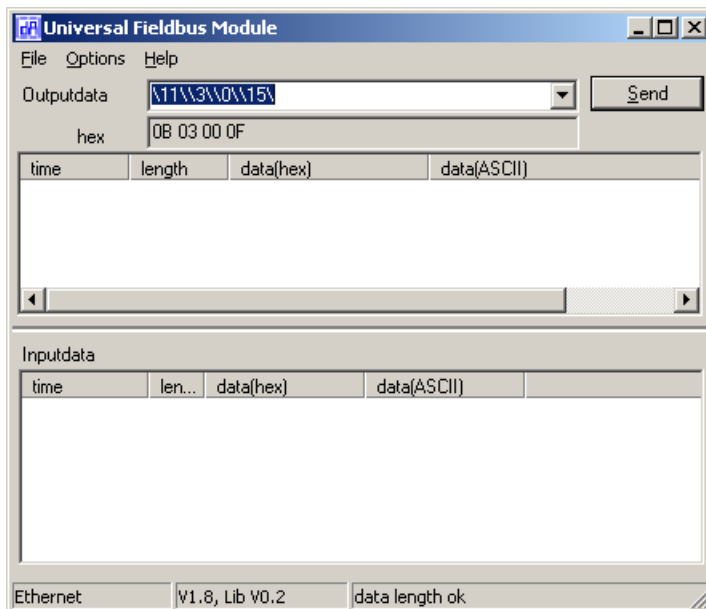 Universal Fieldbus Module
File Options Help
Outputdata \11\\3\\0\\15\ Send
hex 0B 03 00 0F
time length data(hex) data(ASCII)
Inputdata
time len... data(hex) data(ASCII)
Ethernet V1.8, Lib V0.2 data length ok